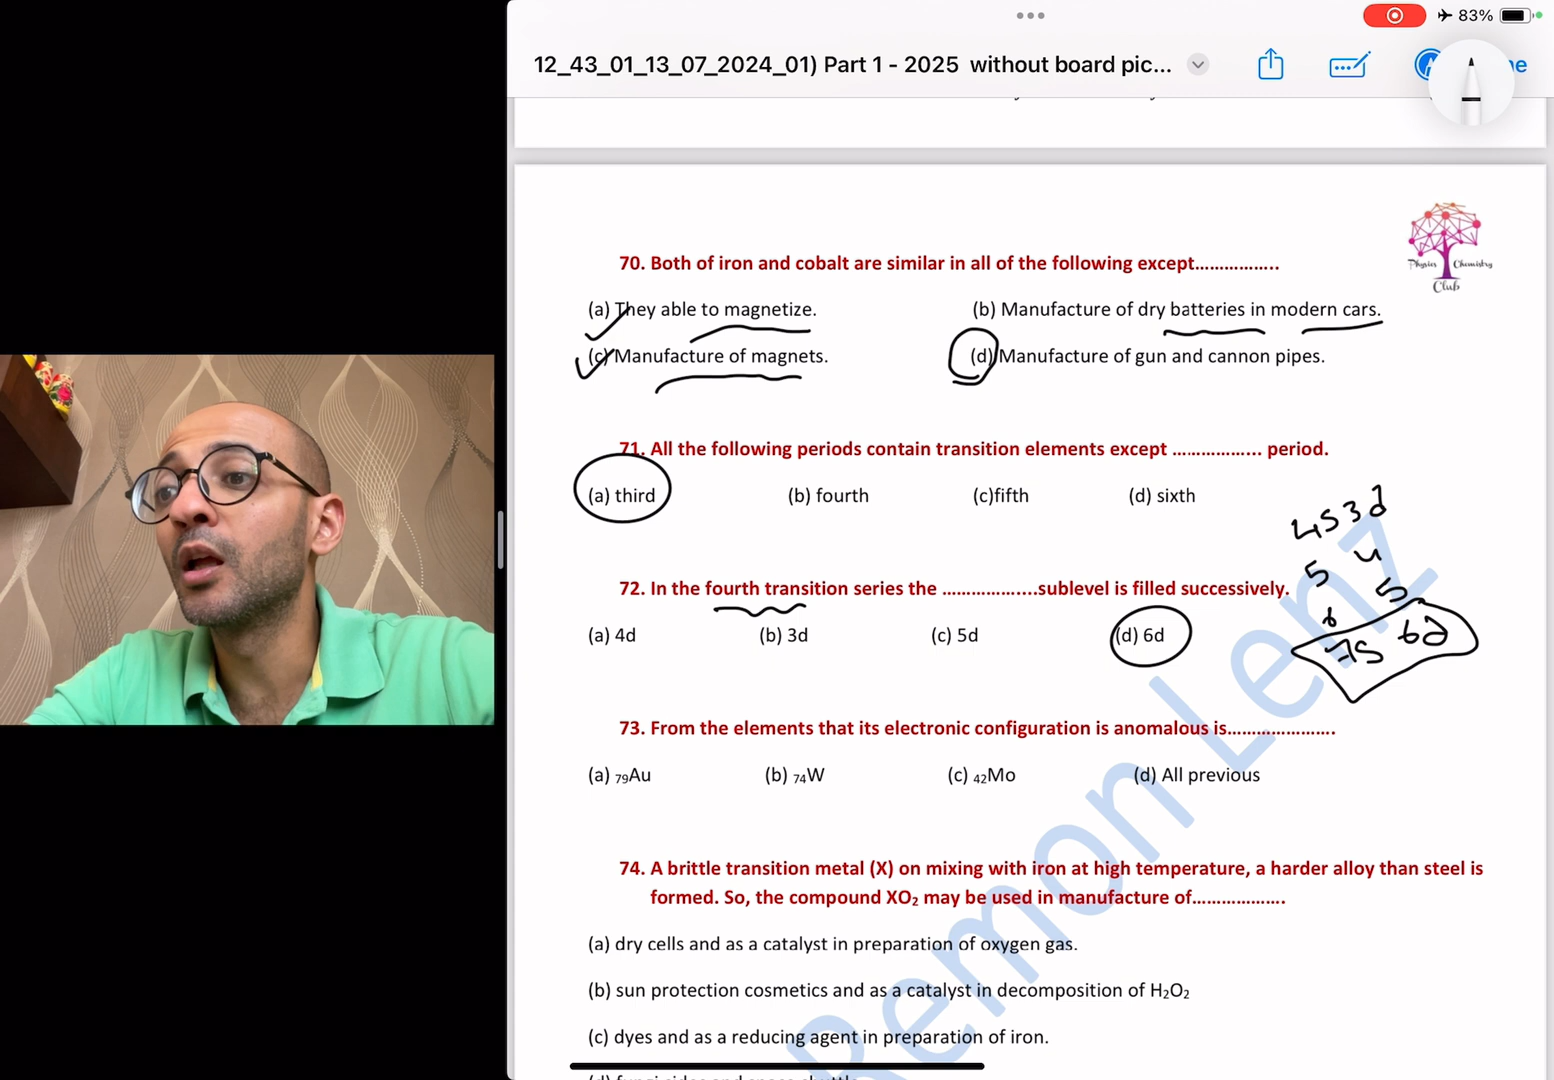 83%
12_43_01_13_07_2024_01) Part 1 - 2025 without board pic...
Physics Chemistry
Club
70. Both of iron and cobalt are similar in all of the following except................
(a) They able to magnetize. (b) Manufacture of dry batteries in modern cars.
(c) Manufacture of magnets. (d) Manufacture of gun and cannon pipes.
71. All the following periods contain transition elements except ................. period.
(a) third (b) fourth (c)fifth (d) sixth
4s 3d
5 4
72. In the fourth transition series the ..................sublevel is filled successively.
5
6
(a) 4d (b) 3d (c) 5d (d) 6d
7s 6d
73. From the elements that its electronic configuration is anomalous is.....................
(a) ₇₉Au (b) ₇₄W (c) ₄₂Mo (d) All previous
74. A brittle transition metal (X) on mixing with iron at high temperature, a harder alloy than steel is
formed. So, the compound XO₂ may be used in manufacture of..................
(a) dry cells and as a catalyst in preparation of oxygen gas.
(b) sun protection cosmetics and as a catalyst in decomposition of H₂O₂
(c) dyes and as a reducing agent in preparation of iron.
Remon Lenz